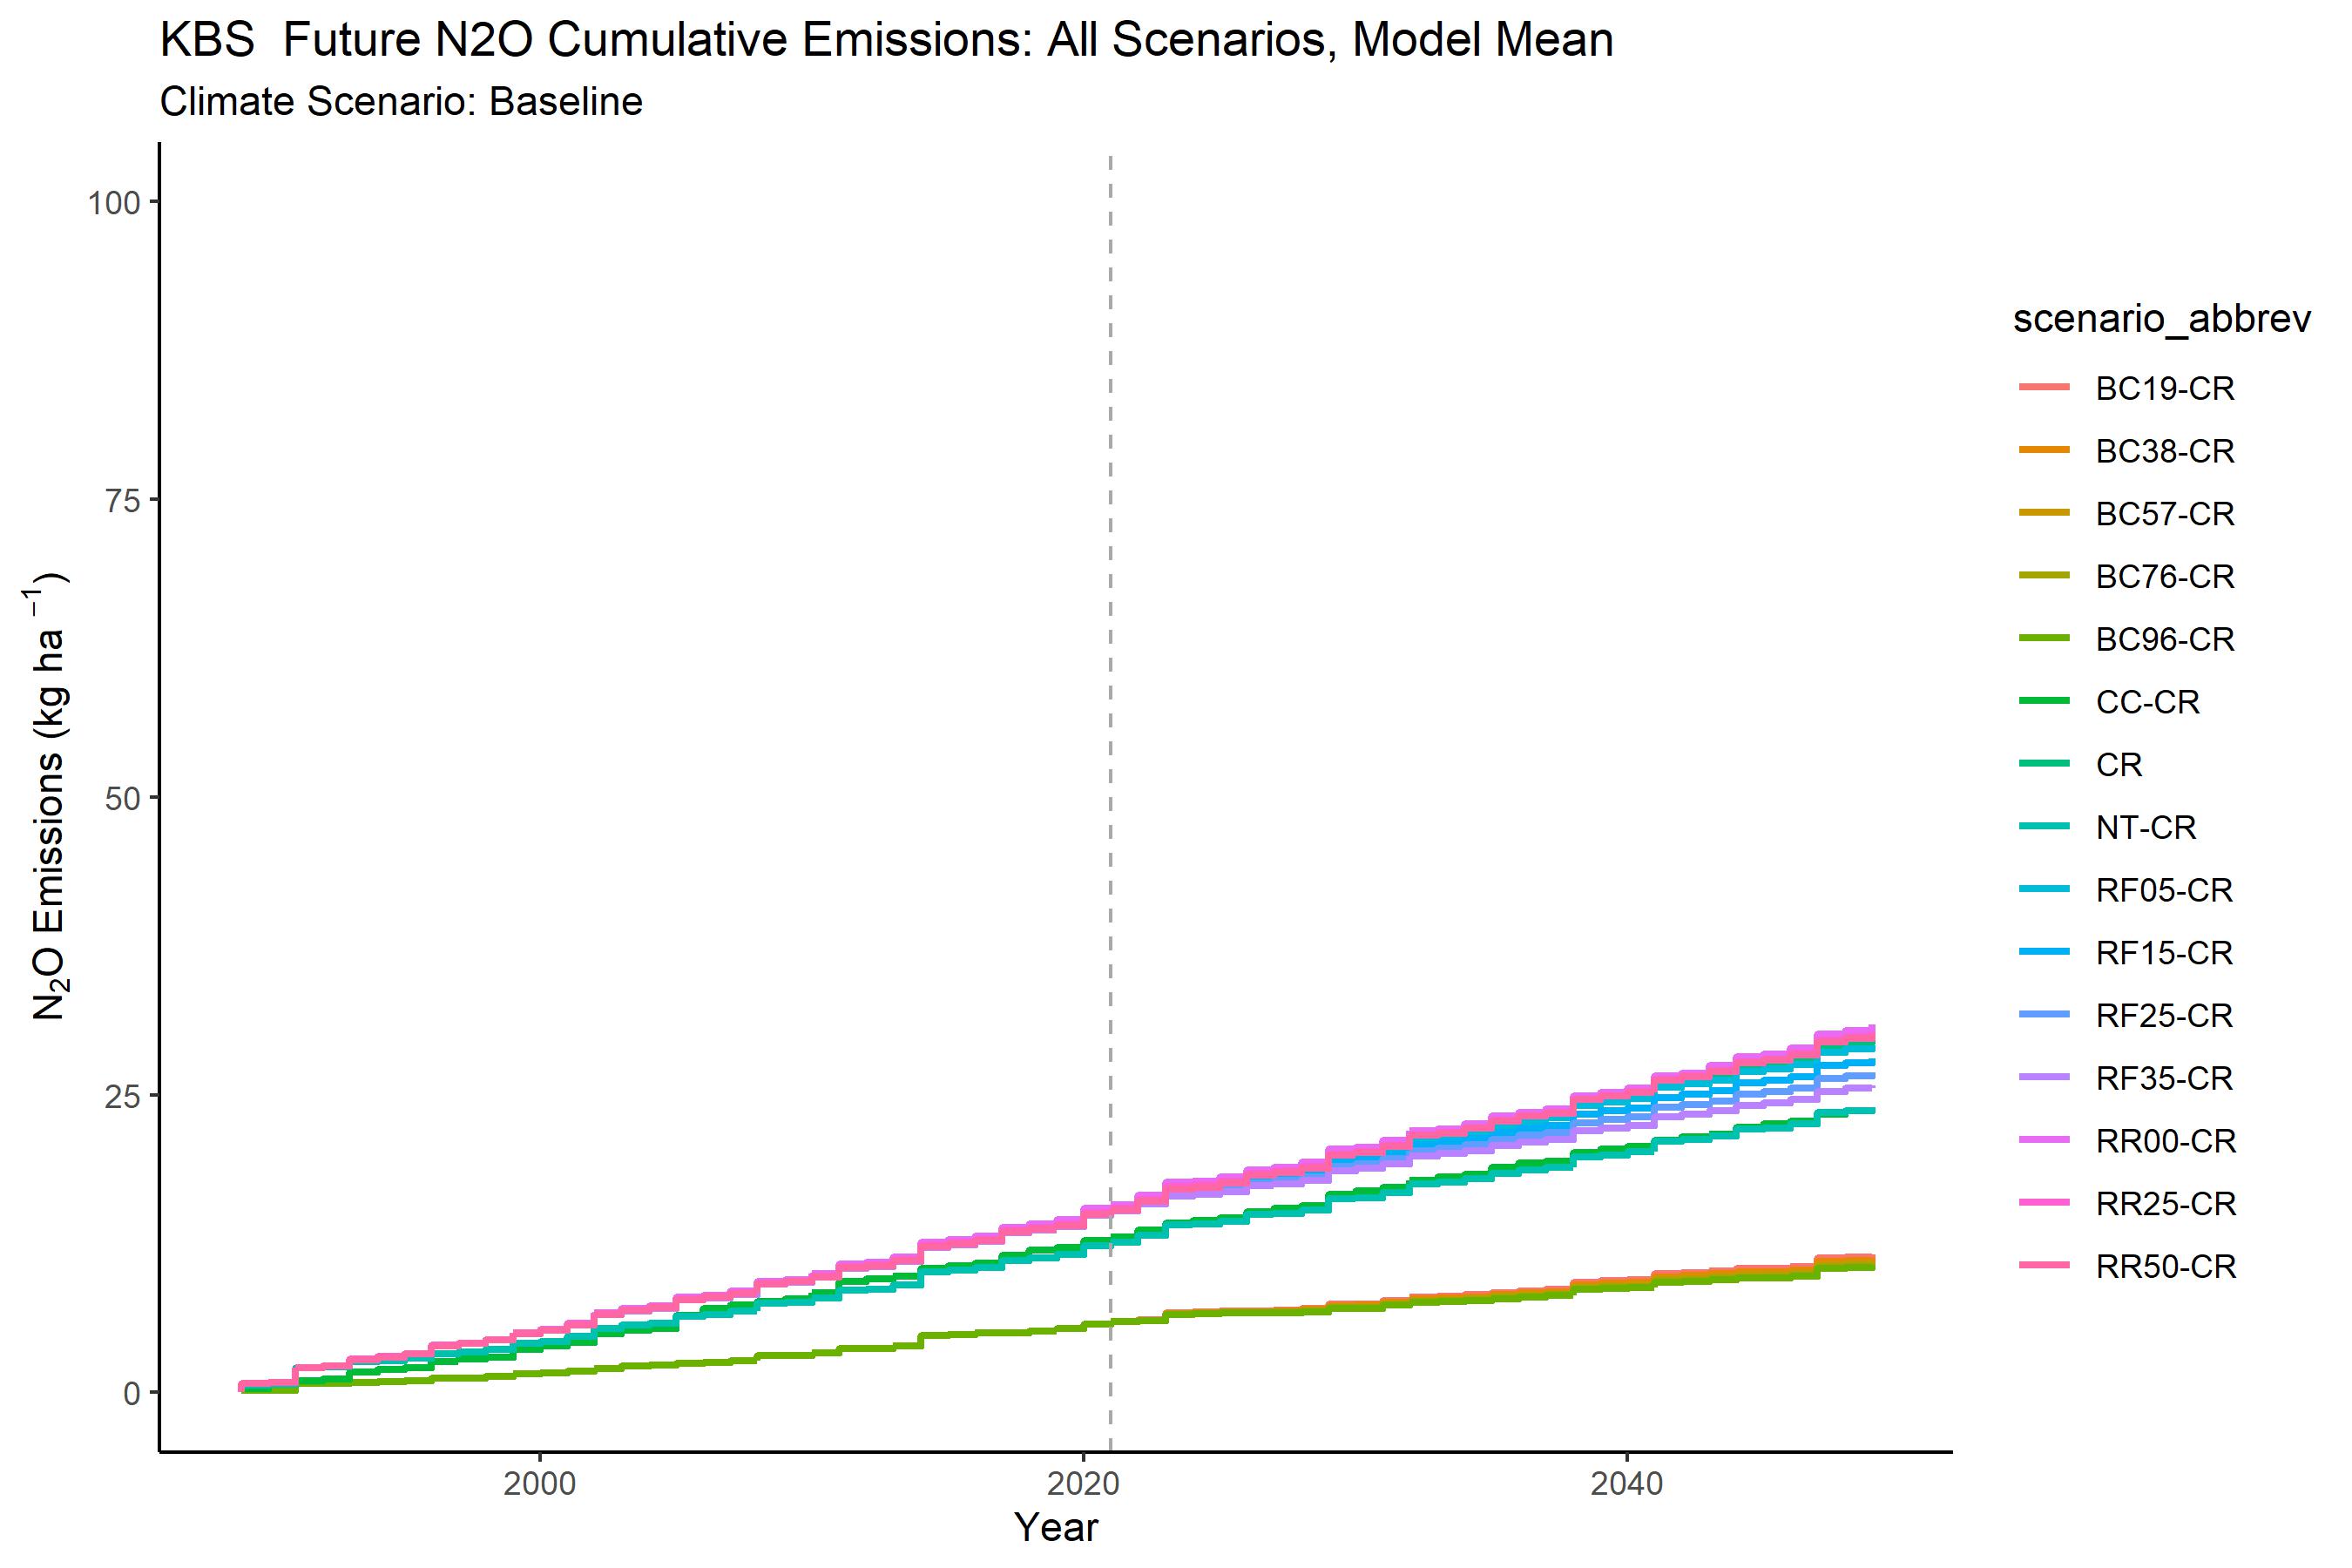 KBS  Future N2O Cumulative Emissions: All Scenarios, Model Mean
Climate Scenario: Baseline
100
75
50
25
0
N₂O Emissions (kg ha ⁻¹)
2000
2020
2040
Year
scenario_abbrev
BC19-CR
BC38-CR
BC57-CR
BC76-CR
BC96-CR
CC-CR
CR
NT-CR
RF05-CR
RF15-CR
RF25-CR
RF35-CR
RR00-CR
RR25-CR
RR50-CR